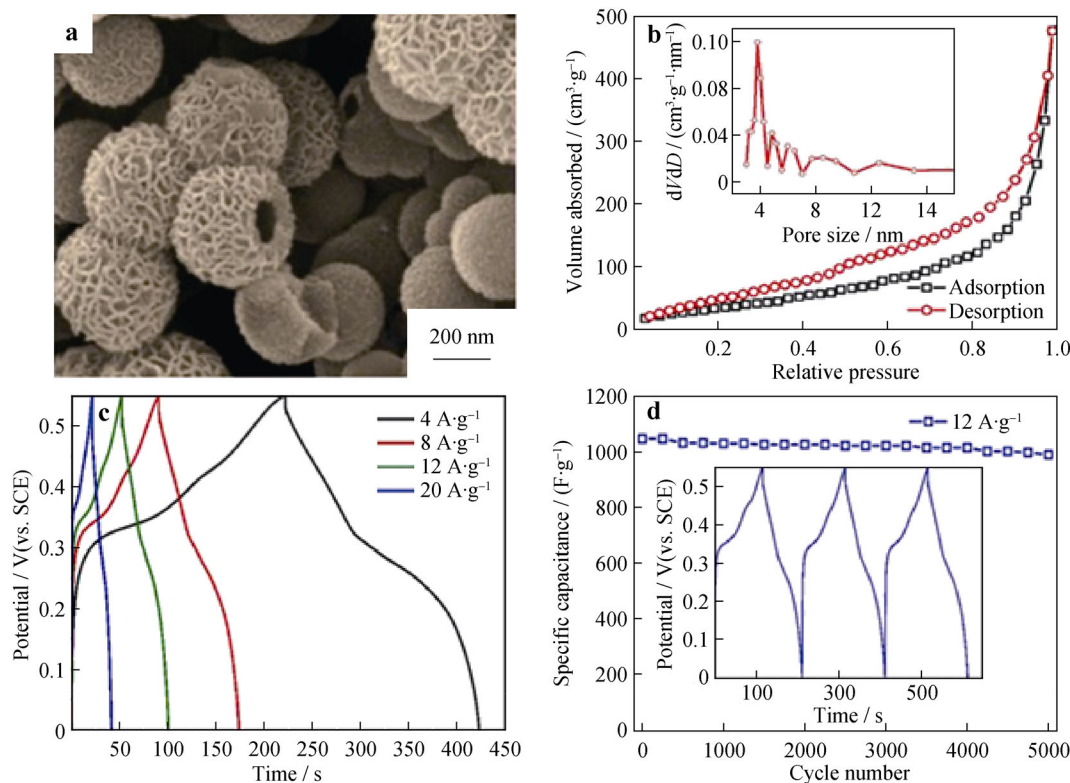 a
200 nm
b
Volume absorbed / (cm³·g⁻¹)
500
400
300
200
100
0
0.2
0.4
0.6
0.8
1.0
Relative pressure
Adsorption
Desorption
dV/dD / (cm³·g⁻¹·nm⁻¹)
0.10
0.08
0.04
0
4
6
8
12
14
Pore size / nm
c
Potential / V(vs. SCE)
0.5
0.4
0.3
0.2
0.1
0
50
100
150
200
250
300
350
400
450
Time / s
4 A·g⁻¹
8 A·g⁻¹
12 A·g⁻¹
20 A·g⁻¹
d
Specific capacitance / (F·g⁻¹)
1200
1000
800
600
400
200
0
0
1000
2000
3000
4000
5000
Cycle number
12 A·g⁻¹
Potential / V(vs. SCE)
0.5
0.4
0.3
0.2
0.1
0
100
300
500
Time / s